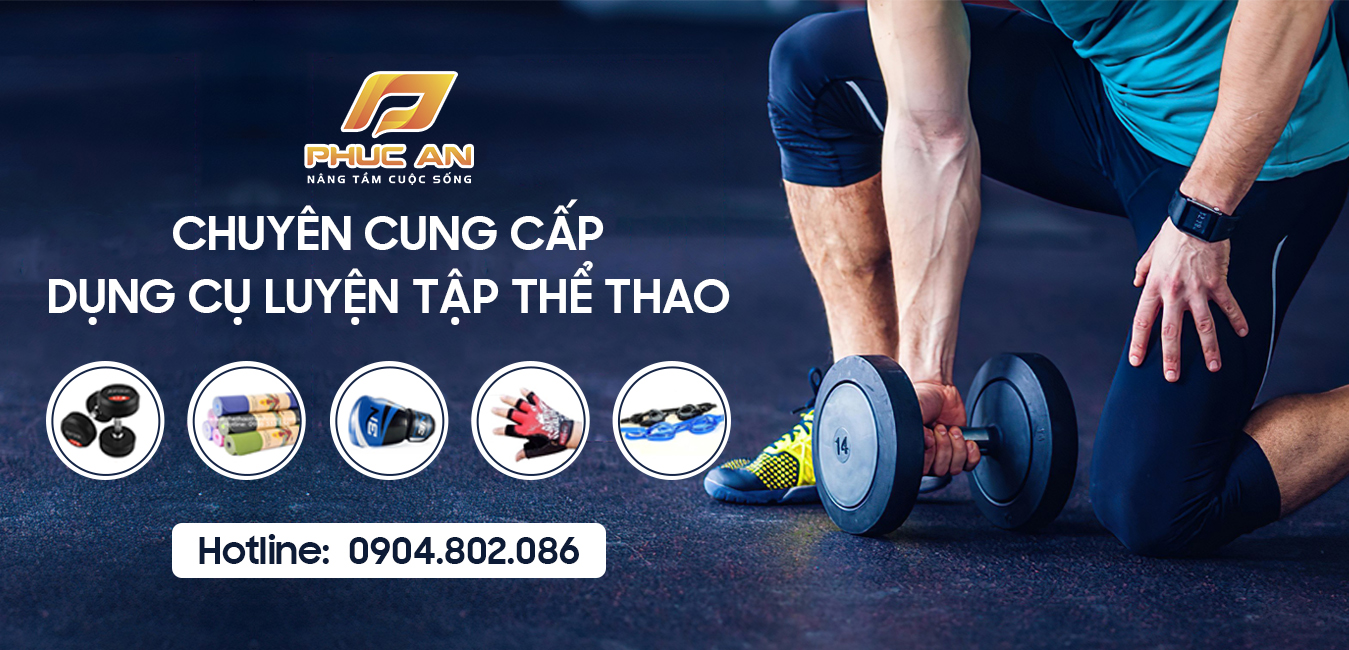 PHUC AN
NÂNG TẦM CUỘC SỐNG
CHUYÊN CUNG CẤP
DỤNG CỤ LUYỆN TẬP THỂ THAO
Hotline: 0904.802.086
14